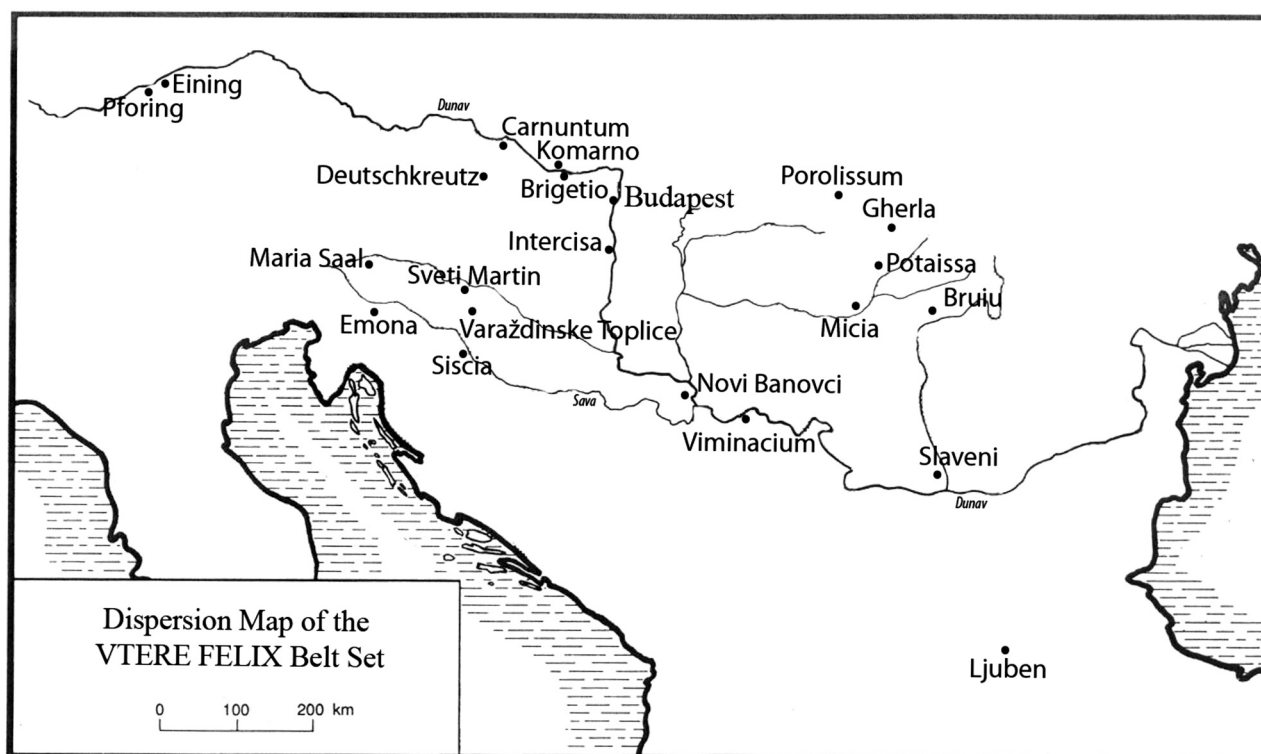 Eining
Pforing
Dunav
Carnuntum
Komarno
Deutschkreutz
Brigetio
Budapest
Porolissum
Gherla
Intercisa
Maria Saal
Sveti Martin
Potaissa
Bruiu
Emona
Varaždinske Toplice
Micia
Siscia
Novi Banovci
Sava
Viminacium
Slaveni
Dunav
Dispersion Map of the
VTERE FELIX Belt Set
Ljuben
0 100 200 km